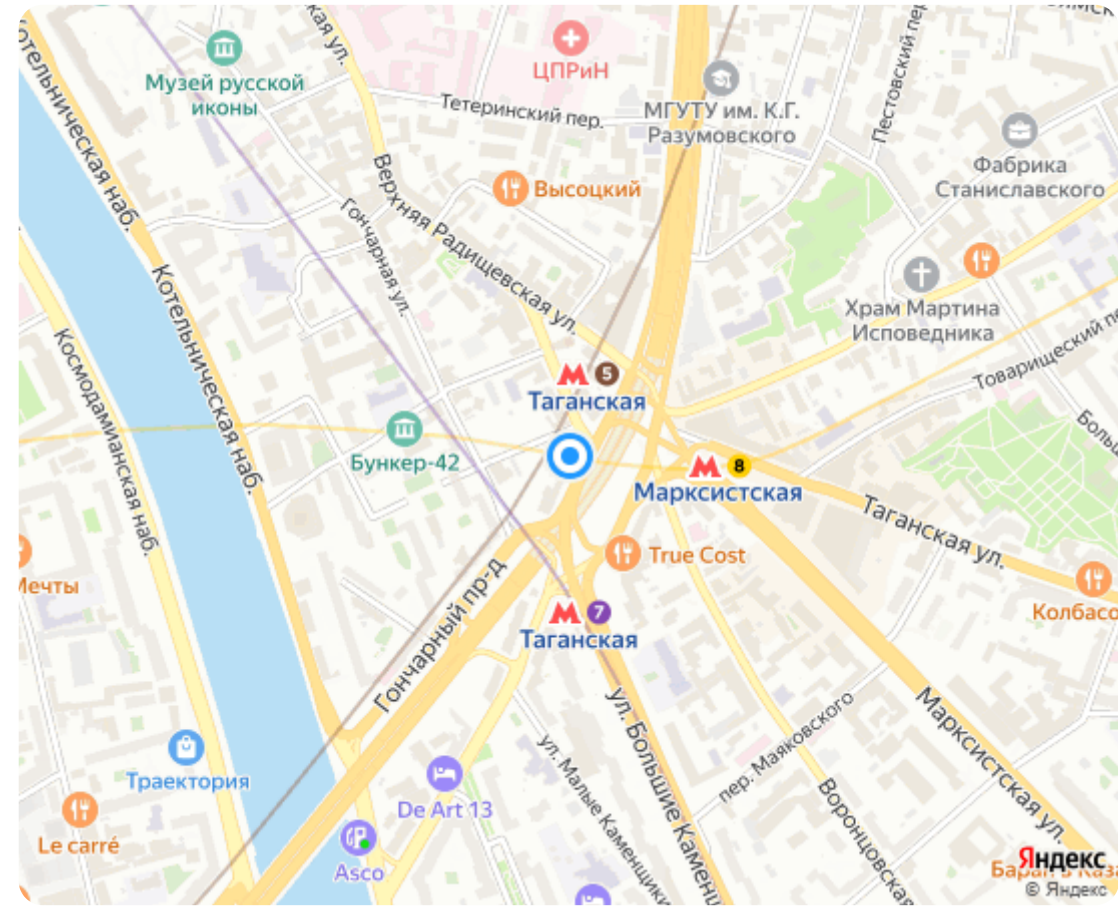 Котельническая наб.
Музей русской
иконы
ЦПРиН
Тетеринский пер.
МГУТУ им. К.Г.
Разумовского
Пестовский
Фабрика
Станиславского
Высоцкий
Верхняя Радищевская ул.
Гончарная ул.
Котельническая наб.
Космодамианская наб.
Храм Мартина
Исповедника
Товарищеский
5
Таганская
Бункер-42
8
Марксистская
Таганская ул.
True Cost
Мечты
Колбасо
7
Таганская
Гончарный пр-д
ул. Большие Каменщ
ул. Малые Каменщики
пер. Маяковского
Марксистская ул.
Воронцовская
Траектория
De Art 13
Le carré
Asco
Яндекс
© Яндекс